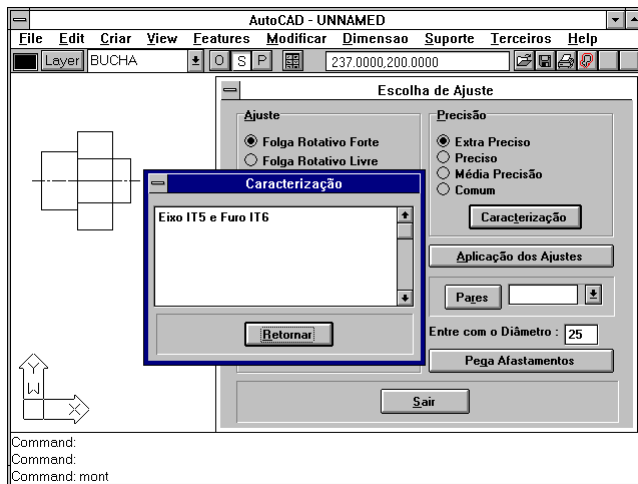 AutoCAD - UNNAMED
File Edit Criar View Features Modificar Dimensao Suporte Terceiros Help
Layer BUCHA O S P 237.0000,200.0000
Escolha de Ajuste
Ajuste
Folga Rotativo Forte
Folga Rotativo Livre
Precisão
Extra Preciso
Preciso
Média Precisão
Comum
Caracterização
Caracterização
Eixo IT5 e Furo IT6
Retornar
Aplicação dos Ajustes
Pares
Entre com o Diâmetro : 25
Pega Afastamentos
Sair
Y
W
X
Command:
Command:
Command: mont